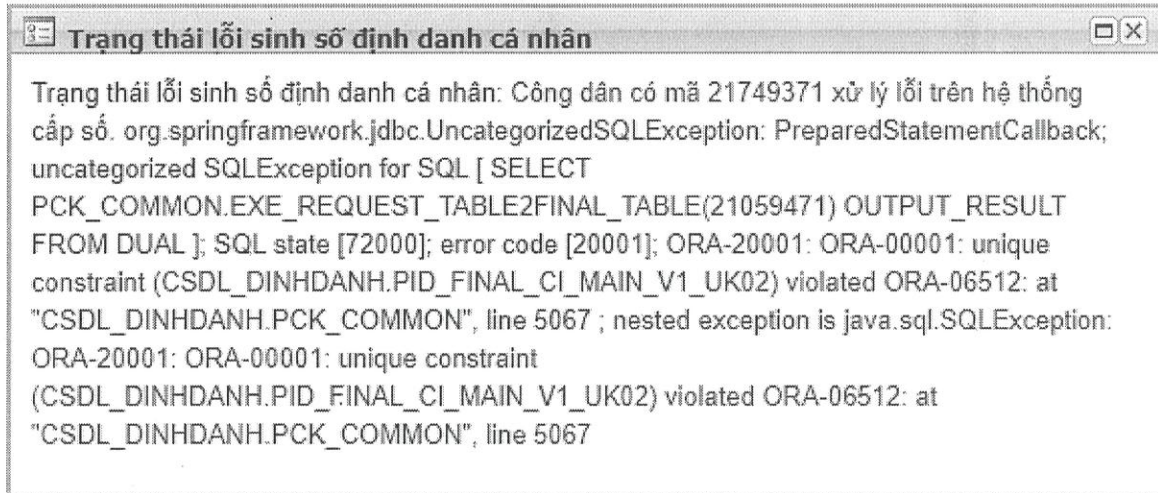 Trạng thái lỗi sinh số định danh cá nhân
Trạng thái lỗi sinh số định danh cá nhân: Công dân có mã 21749371 xử lý lỗi trên hệ thống
cấp số. org.springframework.jdbc.UncategorizedSQLException: PreparedStatementCallback;
uncategorized SQLException for SQL [ SELECT
PCK_COMMON.EXE_REQUEST_TABLE2FINAL_TABLE(21059471) OUTPUT_RESULT
FROM DUAL ]; SQL state [72000]; error code [20001]; ORA-20001: ORA-00001: unique
constraint (CSDL_DINHDANH.PID_FINAL_CI_MAIN_V1_UK02) violated ORA-06512: at
"CSDL_DINHDANH.PCK_COMMON", line 5067 ; nested exception is java.sql.SQLException:
ORA-20001: ORA-00001: unique constraint
(CSDL_DINHDANH.PID_FINAL_CI_MAIN_V1_UK02) violated ORA-06512: at
"CSDL_DINHDANH.PCK_COMMON", line 5067